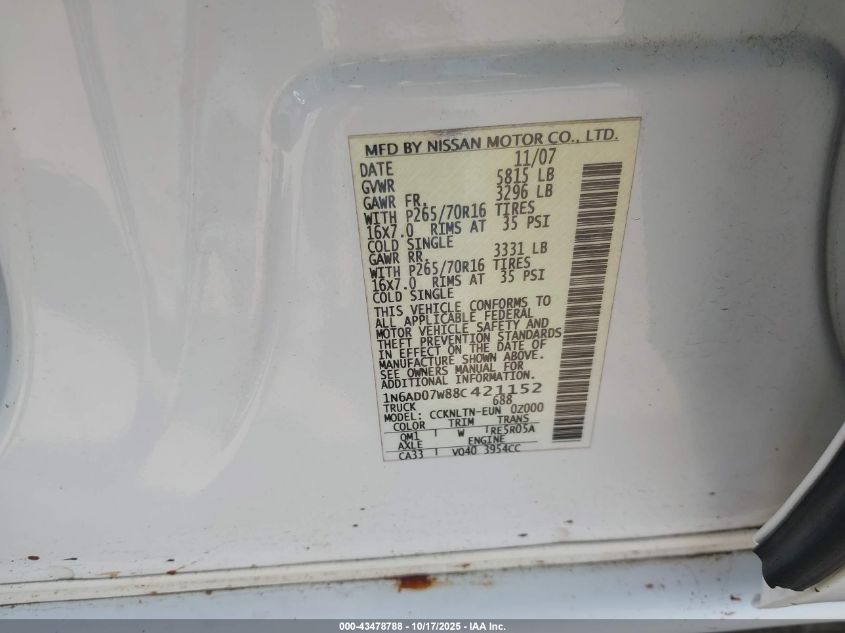 MFD BY NISSAN MOTOR CO., LTD.
DATE 11/07
GVWR 5815 LB
GAWR FR. 3296 LB
WITH P265/70R16 TIRES
16X7.0 RIMS AT 35 PSI
COLD SINGLE
GAWR RR. 3331 LB
WITH P265/70R16 TIRES
16X7.0 RIMS AT 35 PSI
COLD SINGLE
THIS VEHICLE CONFORMS TO
ALL APPLICABLE FEDERAL
MOTOR VEHICLE SAFETY AND
THEFT PREVENTION STANDARDS
IN EFFECT ON THE DATE OF
MANUFACTURE SHOWN ABOVE.
SEE OWNERS MANUAL FOR
ADDITIONAL INFORMATION.
1N6AD07W88C421152
TRUCK 688
MODEL: CCKNLTN-EUN 0Z000
COLOR TRIM TRANS
QM1 W RE5R05A
AXLE ENGINE
CA33 VQ40 3954CC
000-43478788 - 10/17/2025 - IAA Inc.